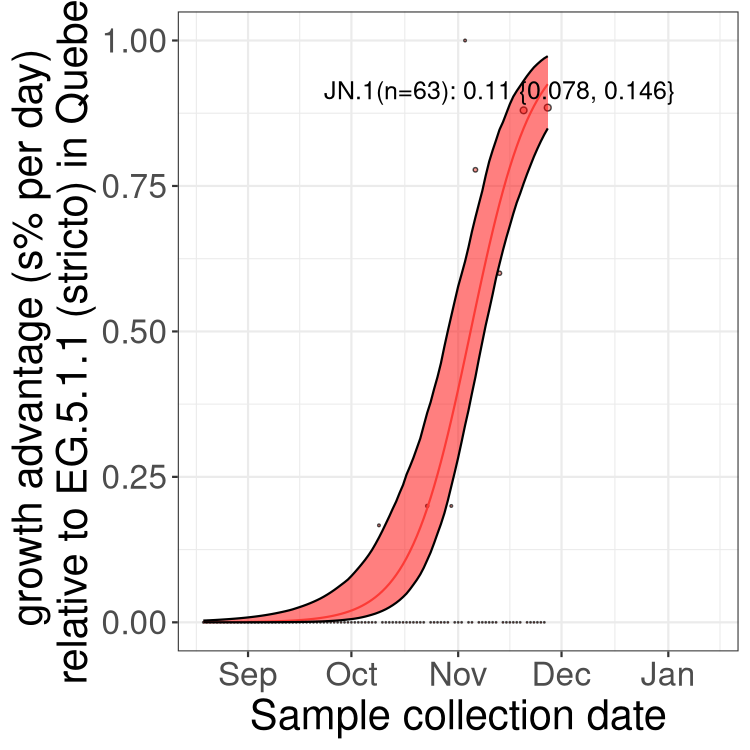 growth advantage (s% per day)
relative to EG.5.1.1 (stricto) in Quebe
1.00
0.75
0.50
0.25
0.00
JN.1(n=63): 0.11 {0.078, 0.146}
Sep Oct Nov Dec Jan
Sample collection date